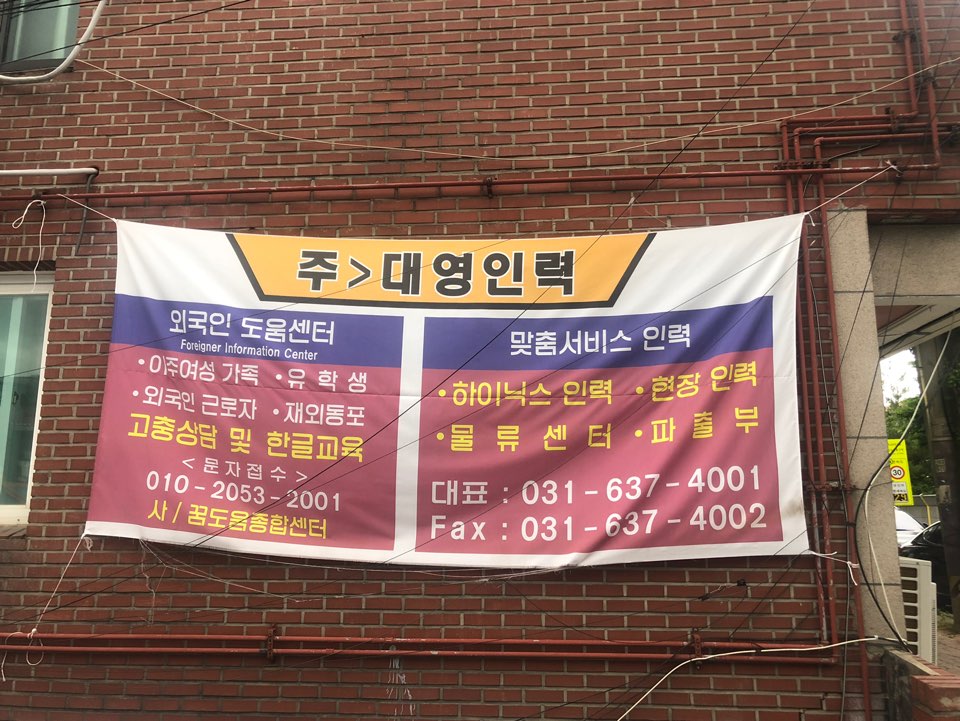 주>대영인력
외국인 도움센터
Foreigner Information Center
•이주여성 가족 •유 학 생
•외국인 근로자 •재외동포
고충상담 및 한글교육
<문자접수>
010-2053-2001
사/꿈도움종합센터
맞춤서비스 인력
•하이닉스 인력 •현장 인력
•물 류 센 터 •파 출 부
대표 : 031-637-4001
Fax : 031-637-4002
30